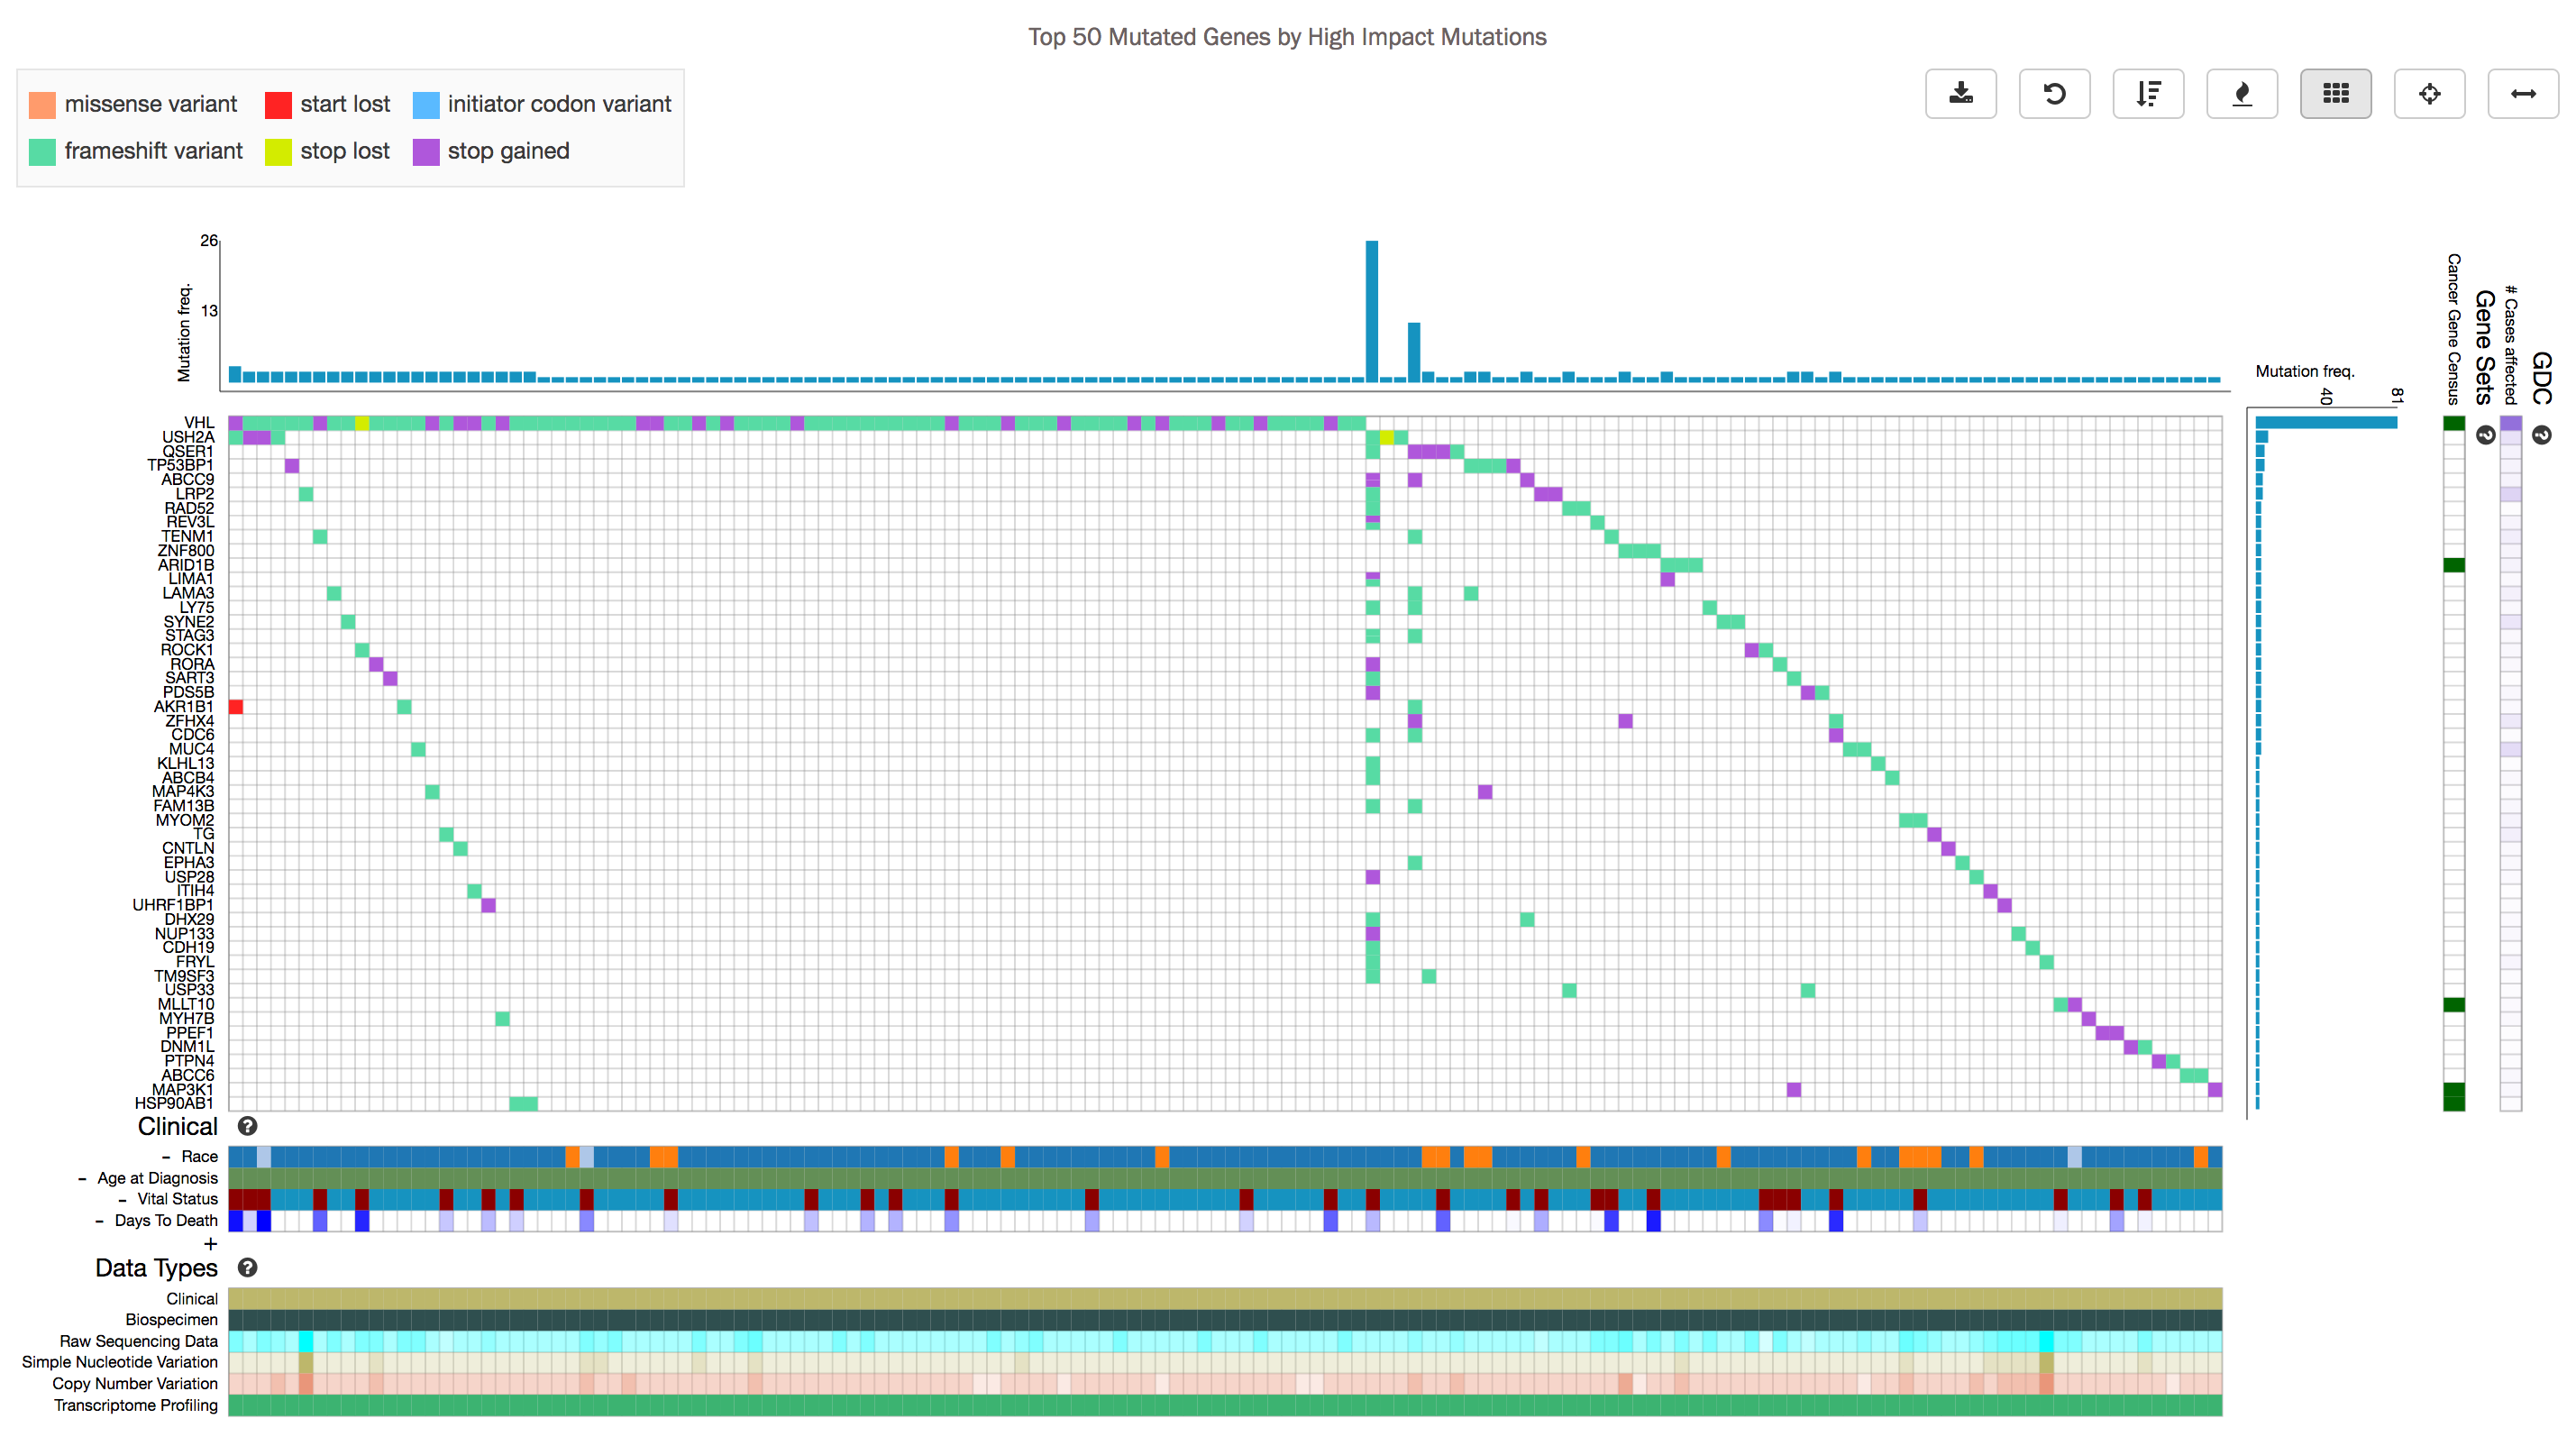 Top 50 Mutated Genes by High Impact Mutations
missense variant
start lost
initiator codon variant
frameshift variant
stop lost
stop gained
26
13
Mutation freq.
Mutation freq.
40
81
Cancer Gene Census
Gene Sets
# Cases affected
GDC
VHL
USH2A
QSER1
TP53BP1
ABCC9
LRP2
RAD52
REV3L
TENM1
ZNF800
ARID1B
LIMA1
LAMA3
LY75
SYNE2
STAG3
ROCK1
RORA
SART3
PDS5B
AKR1B1
ZFHX4
CDC6
MUC4
KLHL13
ABCB4
MAP4K3
FAM13B
MYOM2
TG
CNTLN
EPHA3
USP28
ITIH4
UHRF1BP1
DHX29
NUP133
CDH19
FRYL
TM9SF3
USP33
MLLT10
MYH7B
PPEF1
DNM1L
PTPN4
ABCC6
MAP3K1
HSP90AB1
Clinical ?
− Race
− Age at Diagnosis
− Vital Status
− Days To Death
+
Data Types ?
Clinical
Biospecimen
Raw Sequencing Data
Simple Nucleotide Variation
Copy Number Variation
Transcriptome Profiling